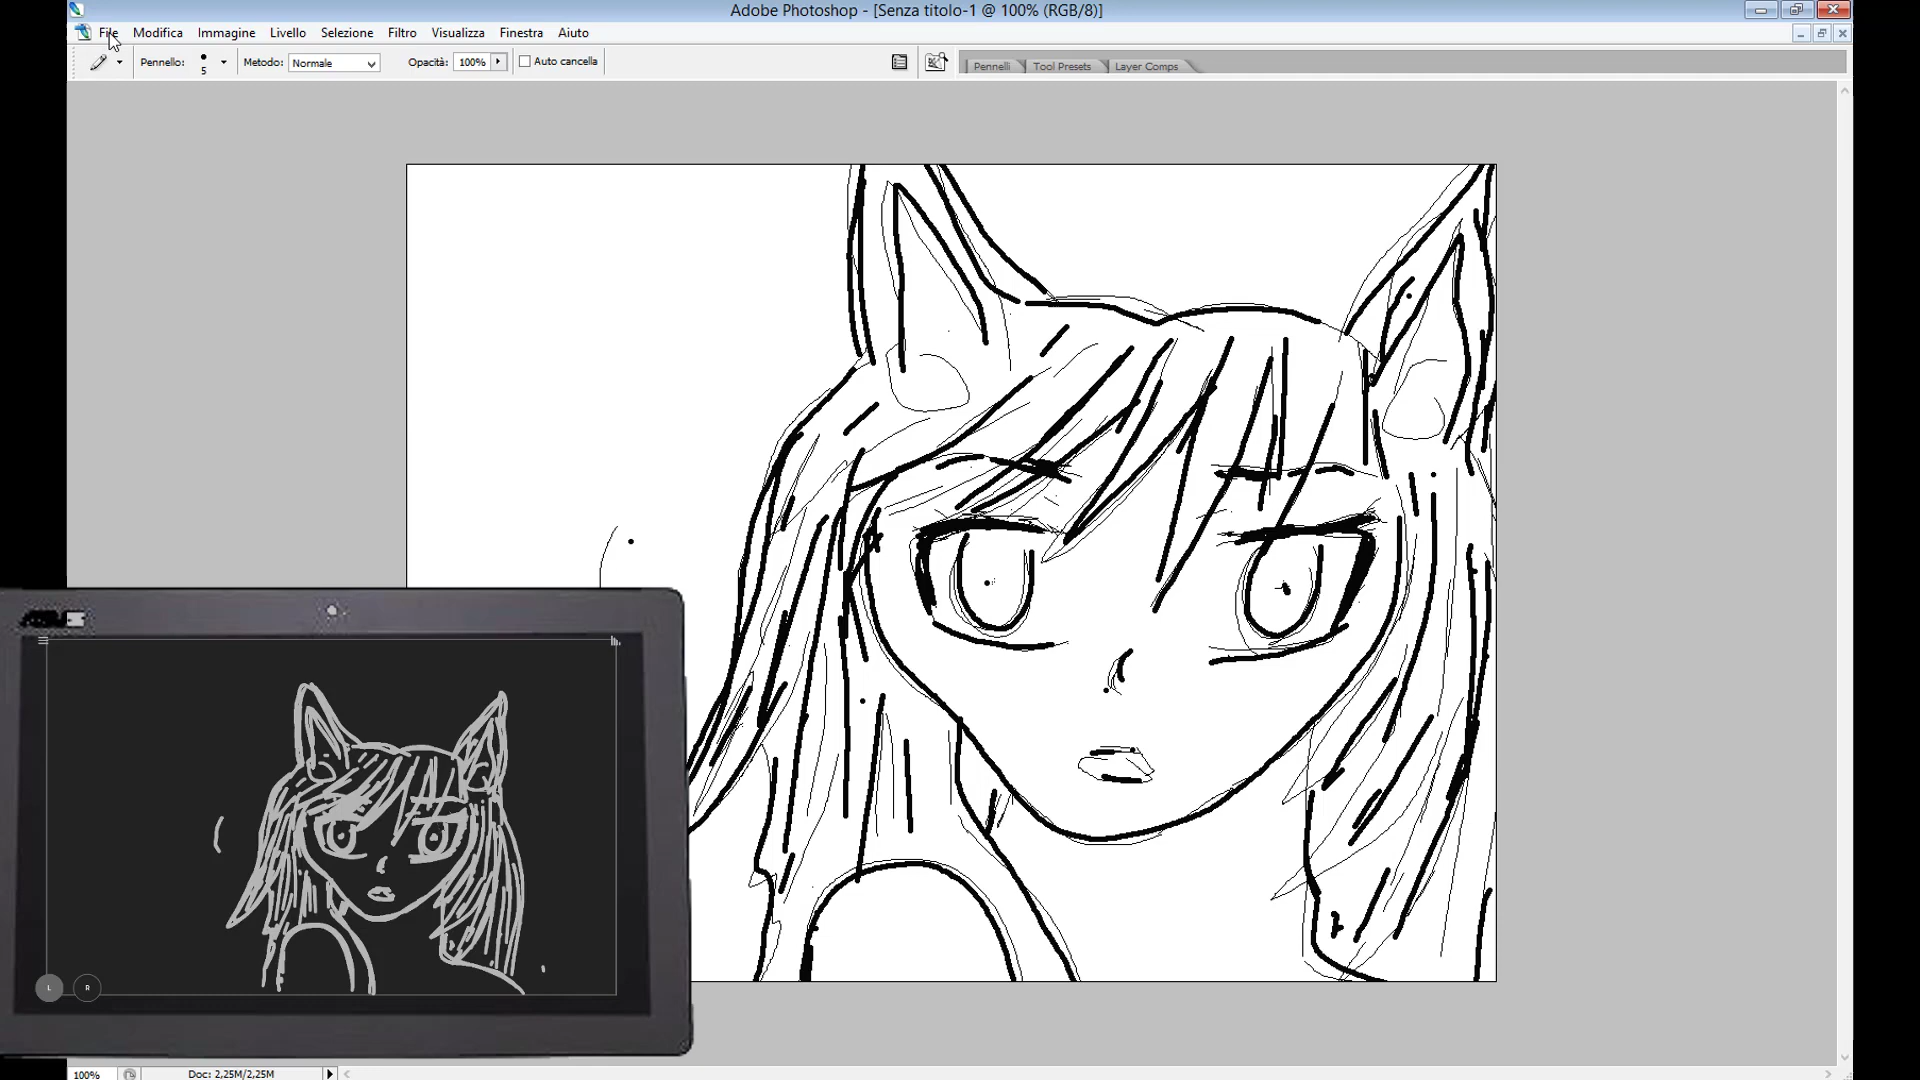 Adobe Photoshop - [Senza titolo-1 @ 100% (RGB/8)]
File Modifica Immagine Livello Selezione Filtro Visualizza Finestra Aiuto
Pennello: 5 Metodo: Normale Opacità: 100% Auto cancella Pennelli Tool Presets Layer Comps
ASUS
L R
100% Doc: 2,25M/2,25M